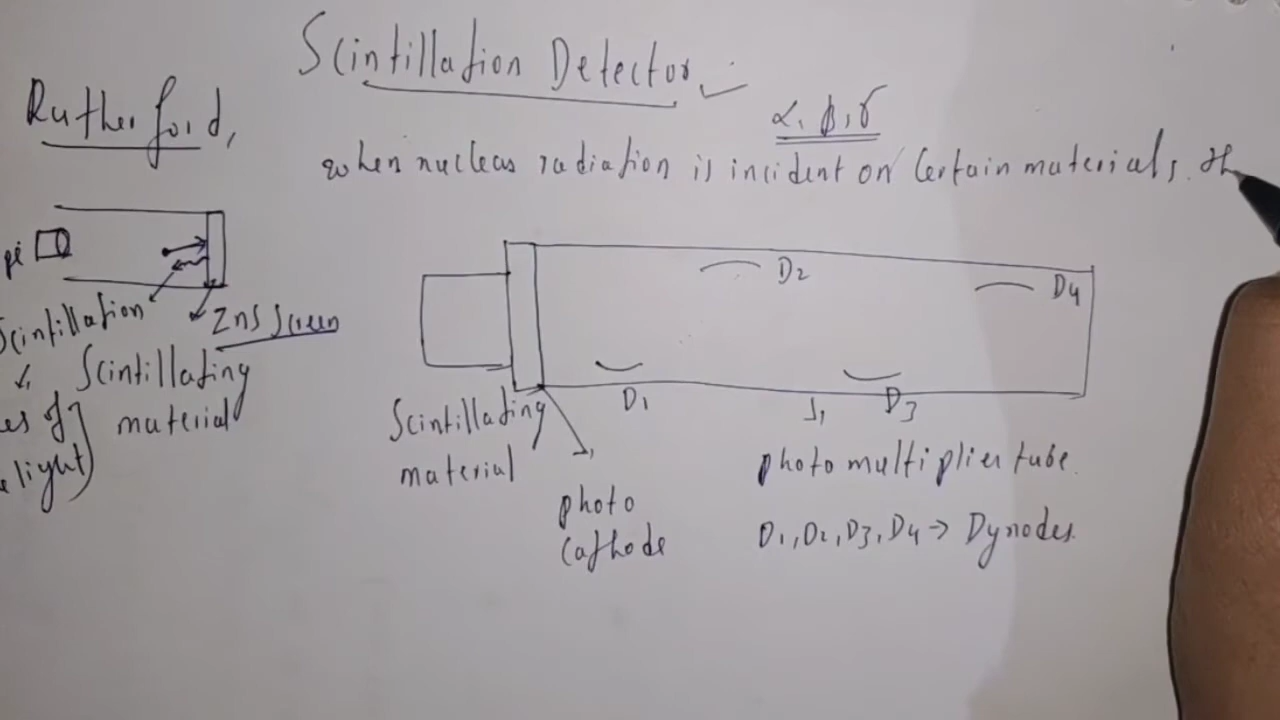 Scintillation Detector
Rutherford,
α, β, γ
when nuclear radiation is incident on Certain materials, th
D2
D4
Scintillation
ZnS screen
Scintillating
material
light)
D1
D3
Scintillating
material
photo multiplier tube.
photo
cathode
D1, D2, D3, D4 → Dynodes.